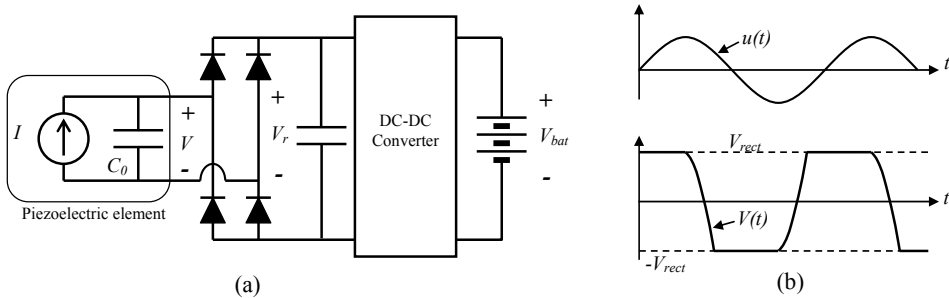 (a)
I
C0
+
V
-
Piezoelectric element
+
Vr
-
DC-DC
Converter
+
Vbat
-
(b)
u(t)
t
Vrect
t
V(t)
-Vrect